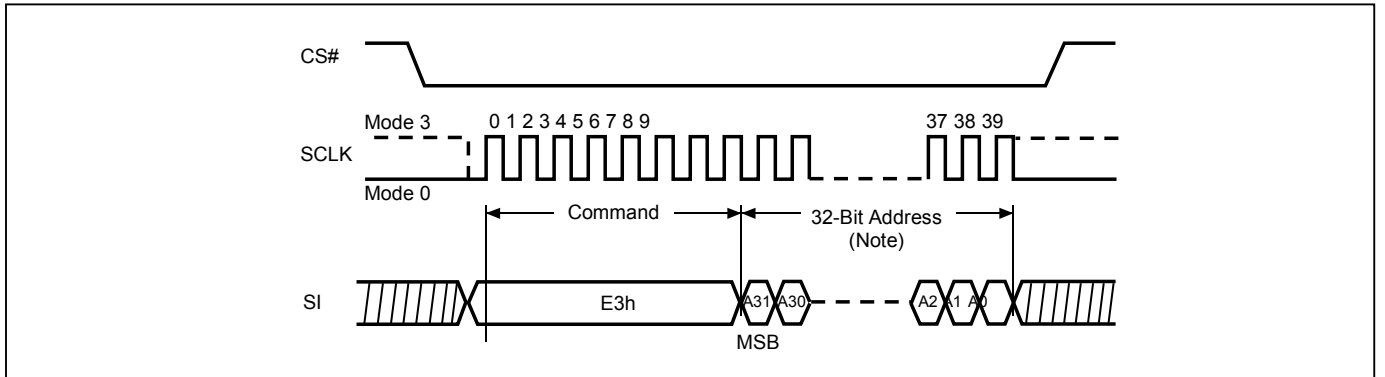 CS#
Mode 3
0 1 2 3 4 5 6 7 8 9
37 38 39
SCLK
Mode 0
Command
32-Bit Address
(Note)
SI
E3h
A31
A30
A2
A1
A0
MSB